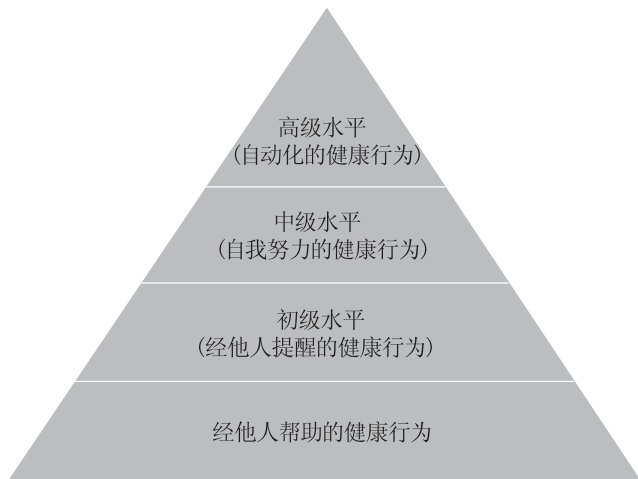 高级水平
(自动化的健康行为)
中级水平
(自我努力的健康行为)
初级水平
(经他人提醒的健康行为)
经他人帮助的健康行为